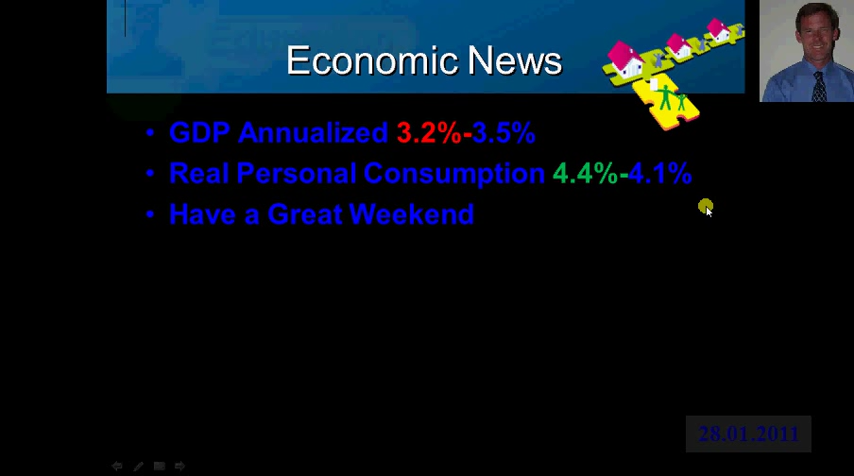 Economic News
• GDP Annualized 3.2%-3.5%
• Real Personal Consumption 4.4%-4.1%
• Have a Great Weekend
28.01.2011